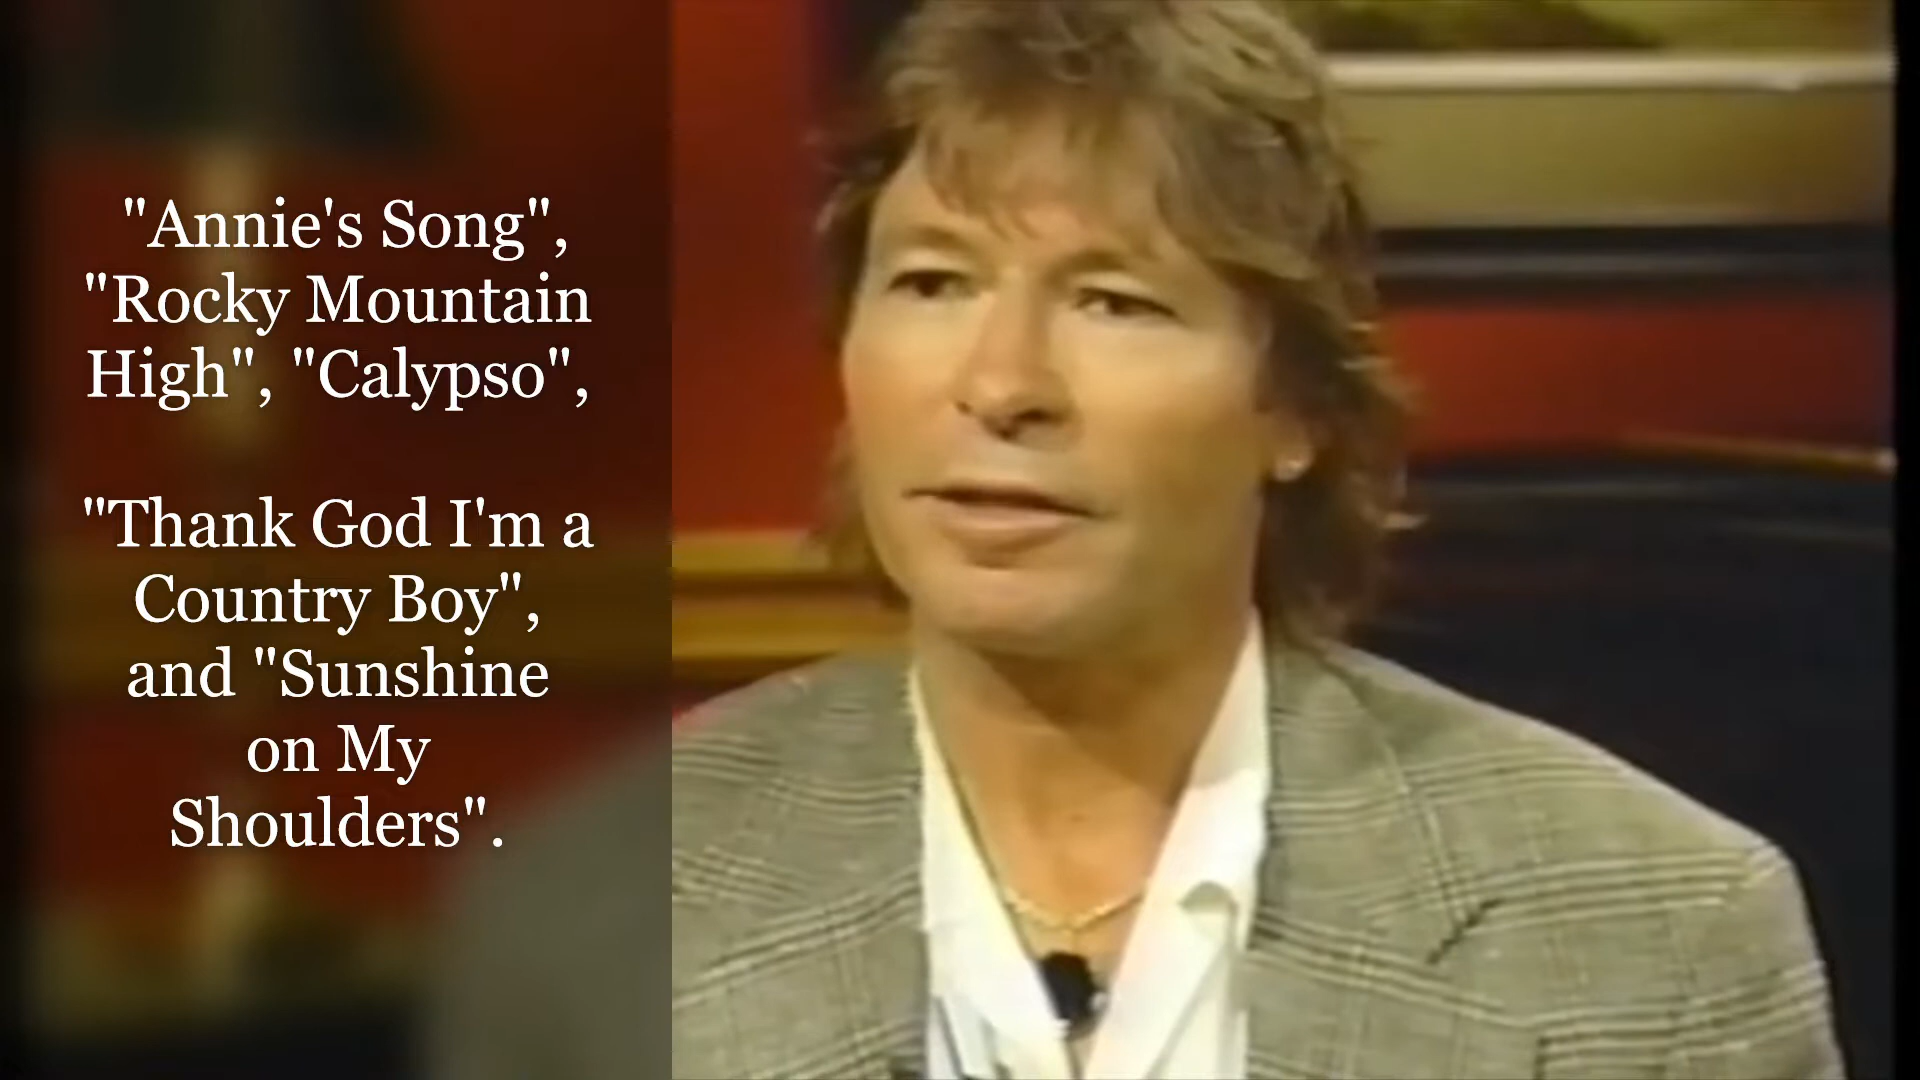 "Annie's Song",
"Rocky Mountain
High", "Calypso",
"Thank God I'm a
Country Boy",
and "Sunshine
on My
Shoulders".